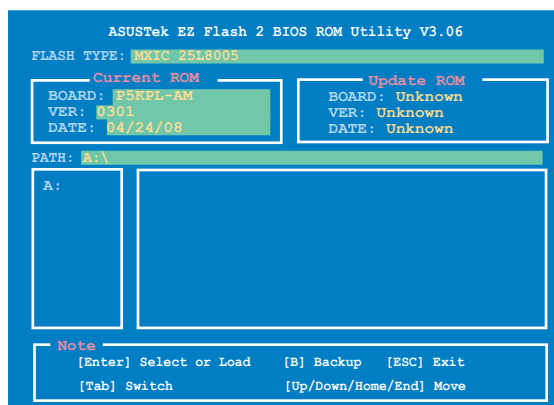 ASUSTek EZ Flash 2 BIOS ROM Utility V3.06
FLASH TYPE: MXIC 25L8005
Current ROM
BOARD: P5KPL-AM
VER: 0301
DATE: 04/24/08
Update ROM
BOARD: Unknown
VER: Unknown
DATE: Unknown
PATH: A:\
A:
Note
[Enter] Select or Load [B] Backup [ESC] Exit
[Tab] Switch [Up/Down/Home/End] Move